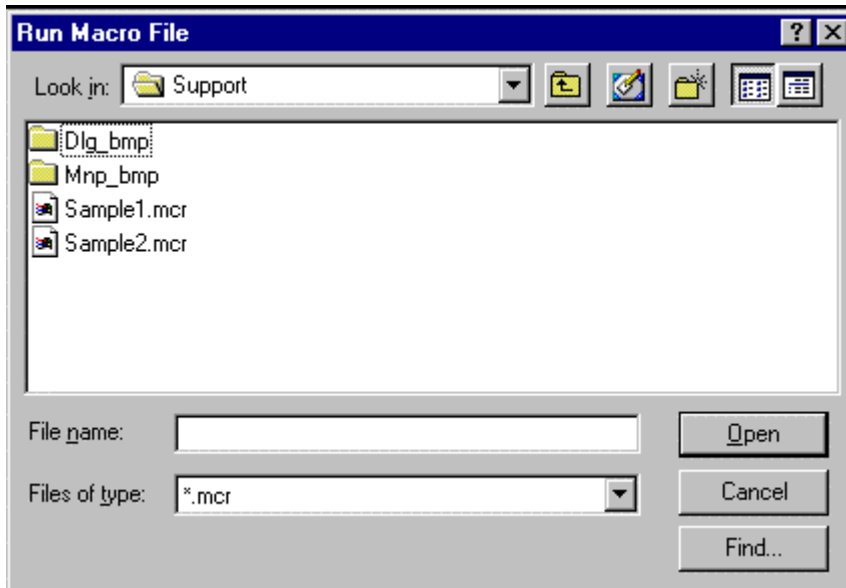 Run Macro File
Look in: Support
Dlg_bmp
Mnp_bmp
Sample1.mcr
Sample2.mcr
File name:
Open
Files of type: *.mcr
Cancel
Find...